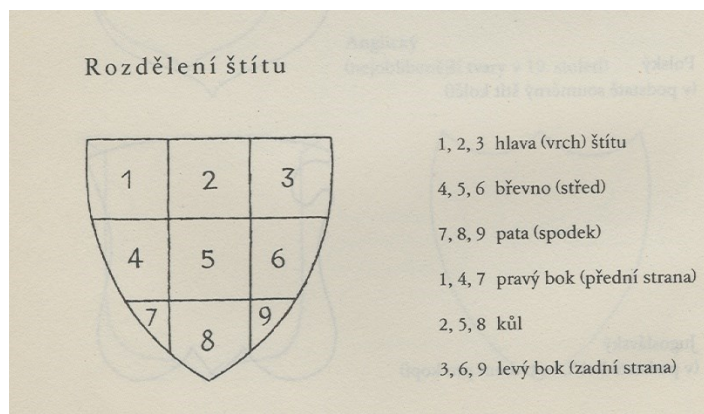 Rozdělení štítu
1
2
3
4
5
6
7
8
9
1, 2, 3 hlava (vrch) štítu
4, 5, 6 břevno (střed)
7, 8, 9 pata (spodek)
1, 4, 7 pravý bok (přední strana)
2, 5, 8 kůl
3, 6, 9 levý bok (zadní strana)